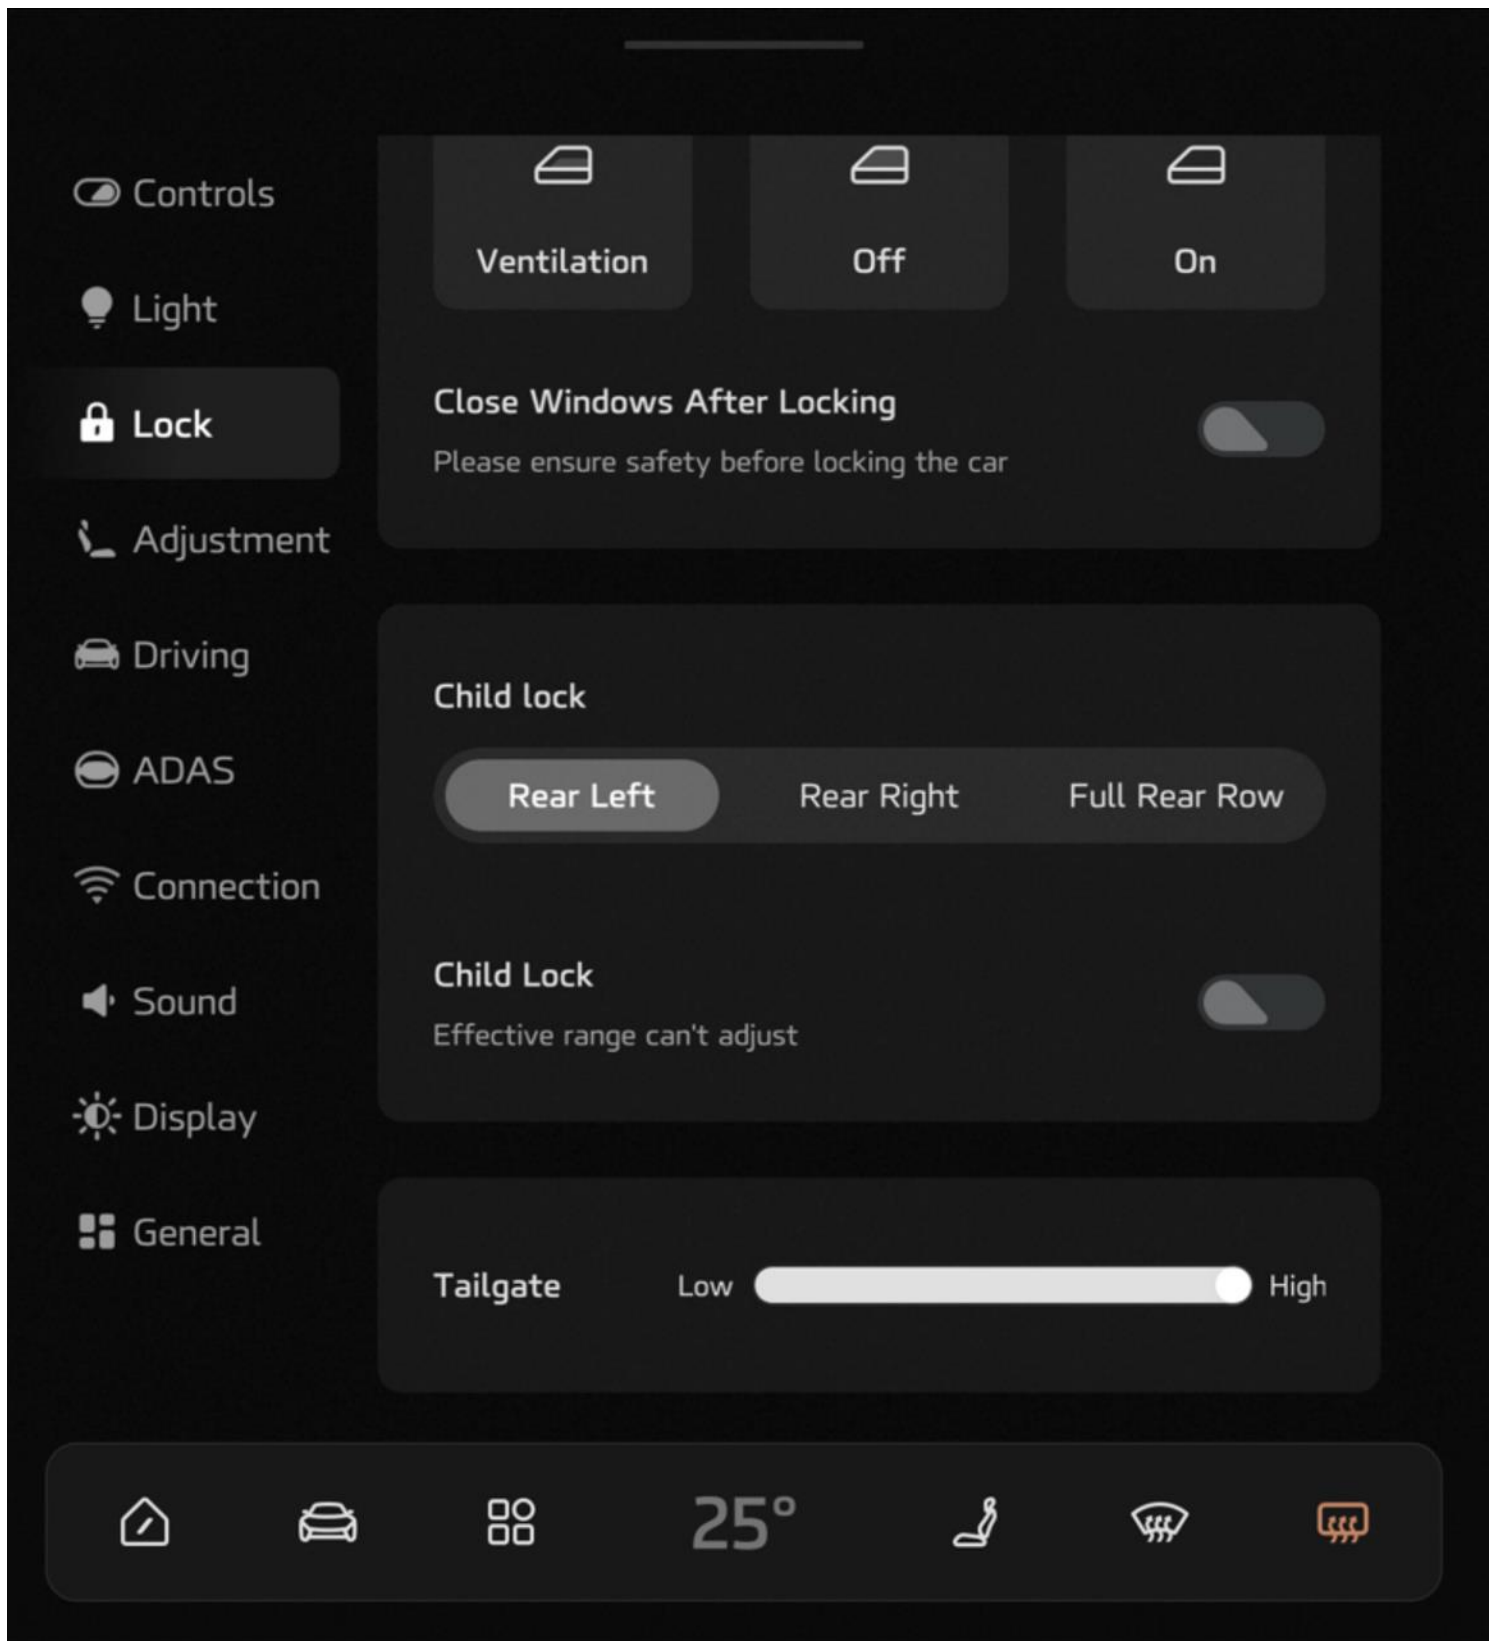 Controls
Light
Lock
Adjustment
Driving
ADAS
Connection
Sound
Display
General
Ventilation
Off
On
Close Windows After Locking
Please ensure safety before locking the car
Child lock
Rear Left
Rear Right
Full Rear Row
Child Lock
Effective range can't adjust
Tailgate
Low
High
25°